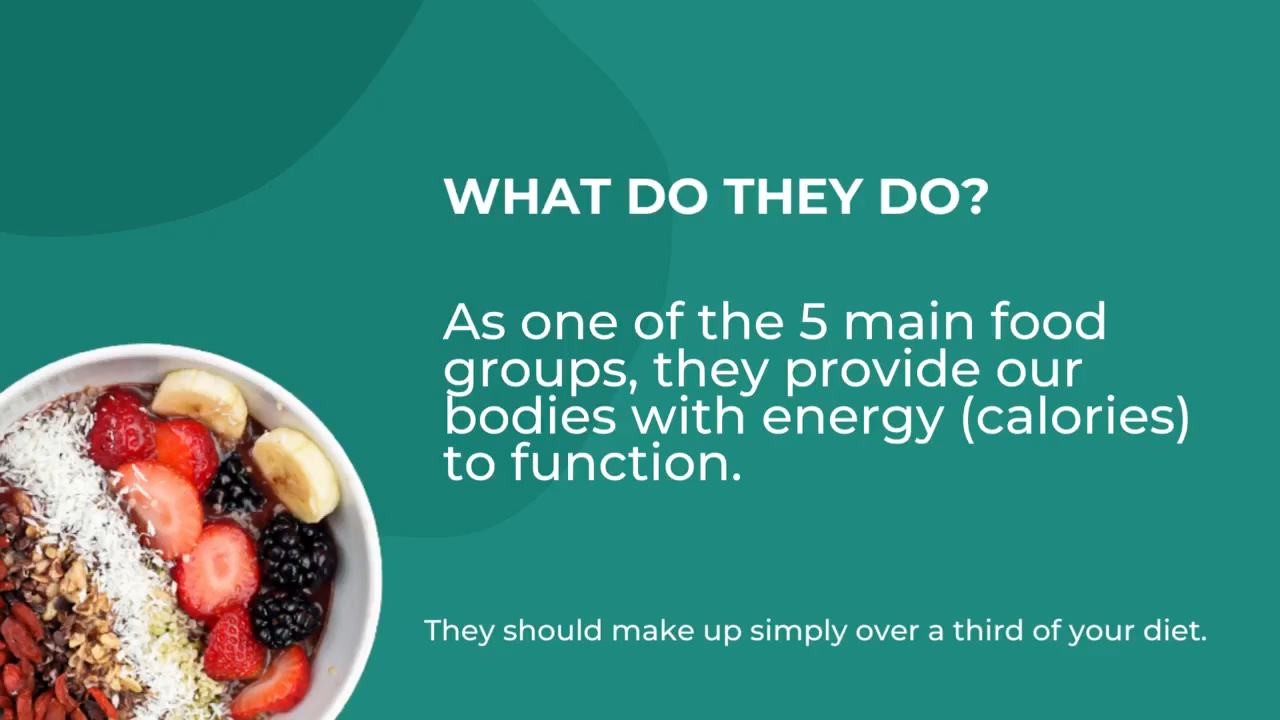 WHAT DO THEY DO?
As one of the 5 main food
groups, they provide our
bodies with energy (calories)
to function.
They should make up simply over a third of your diet.